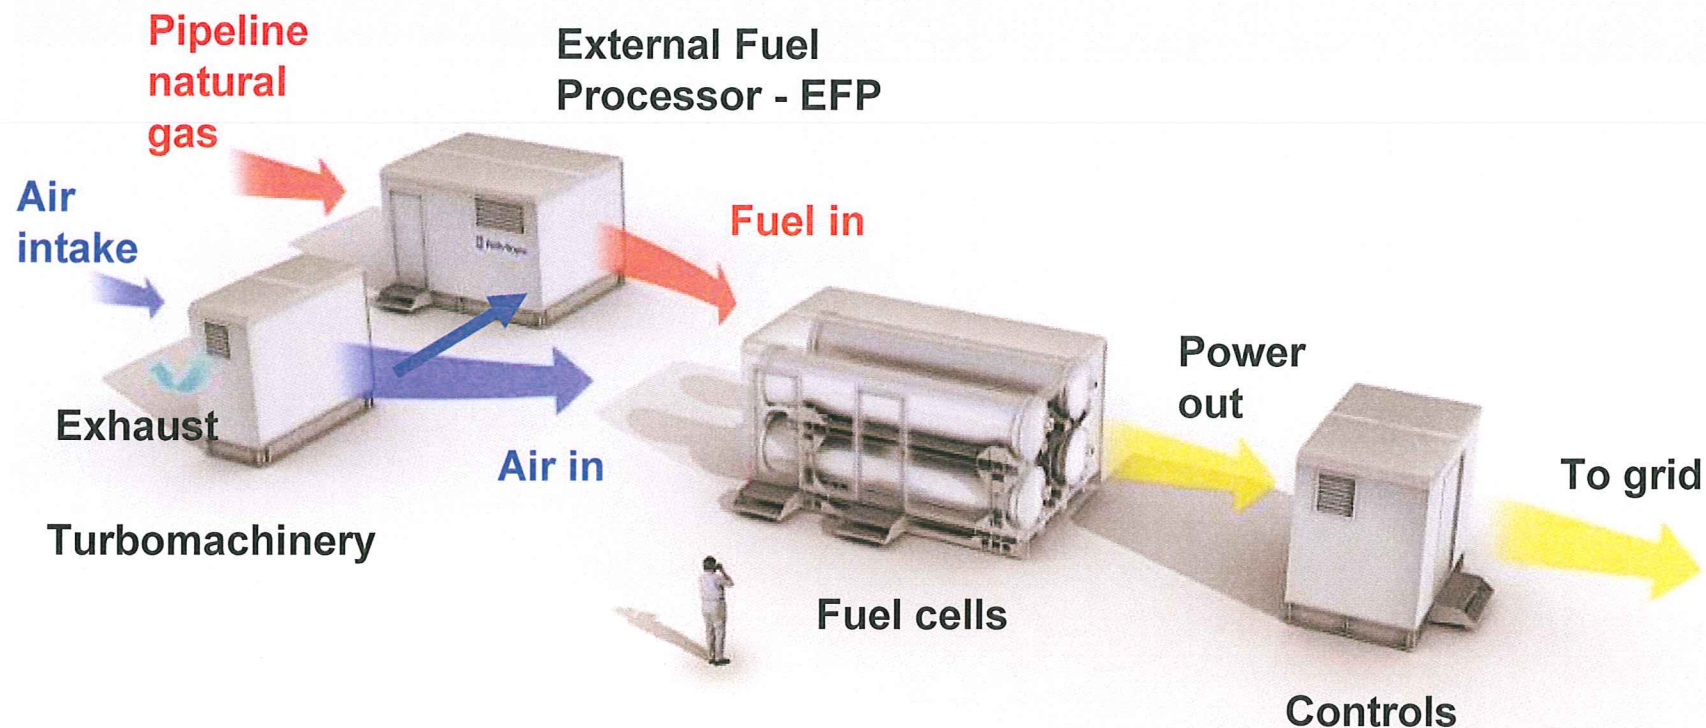 Pipeline
natural
gas
External Fuel
Processor - EFP
Air
intake
Fuel in
Power
out
Exhaust
Air in
To grid
Turbomachinery
Fuel cells
Controls